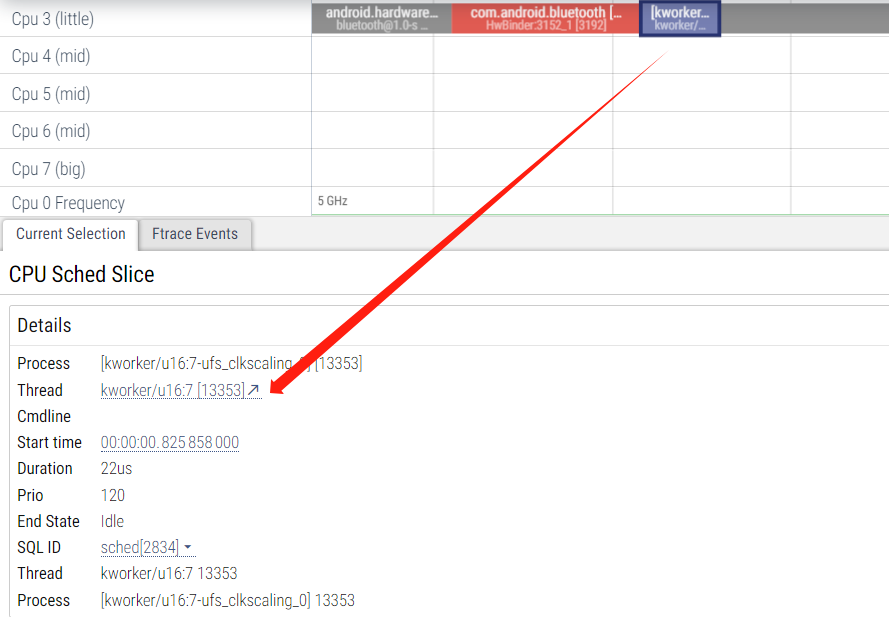 Cpu 3 (little)
android.hardware...
bluetooth@1.0-s ...
com.android.bluetooth [...
HwBinder:3152_1 [3192]
[kworker...
kworker/...
Cpu 4 (mid)
Cpu 5 (mid)
Cpu 6 (mid)
Cpu 7 (big)
Cpu 0 Frequency
5 GHz
Current Selection
Ftrace Events
CPU Sched Slice
Details
Process [kworker/u16:7-ufs_clkscaling_0] [13353]
Thread kworker/u16:7 [13353]↗
Cmdline
Start time 00:00:00.825 858 000
Duration 22us
Prio 120
End State Idle
SQL ID sched[2834]
Thread kworker/u16:7 13353
Process [kworker/u16:7-ufs_clkscaling_0] 13353